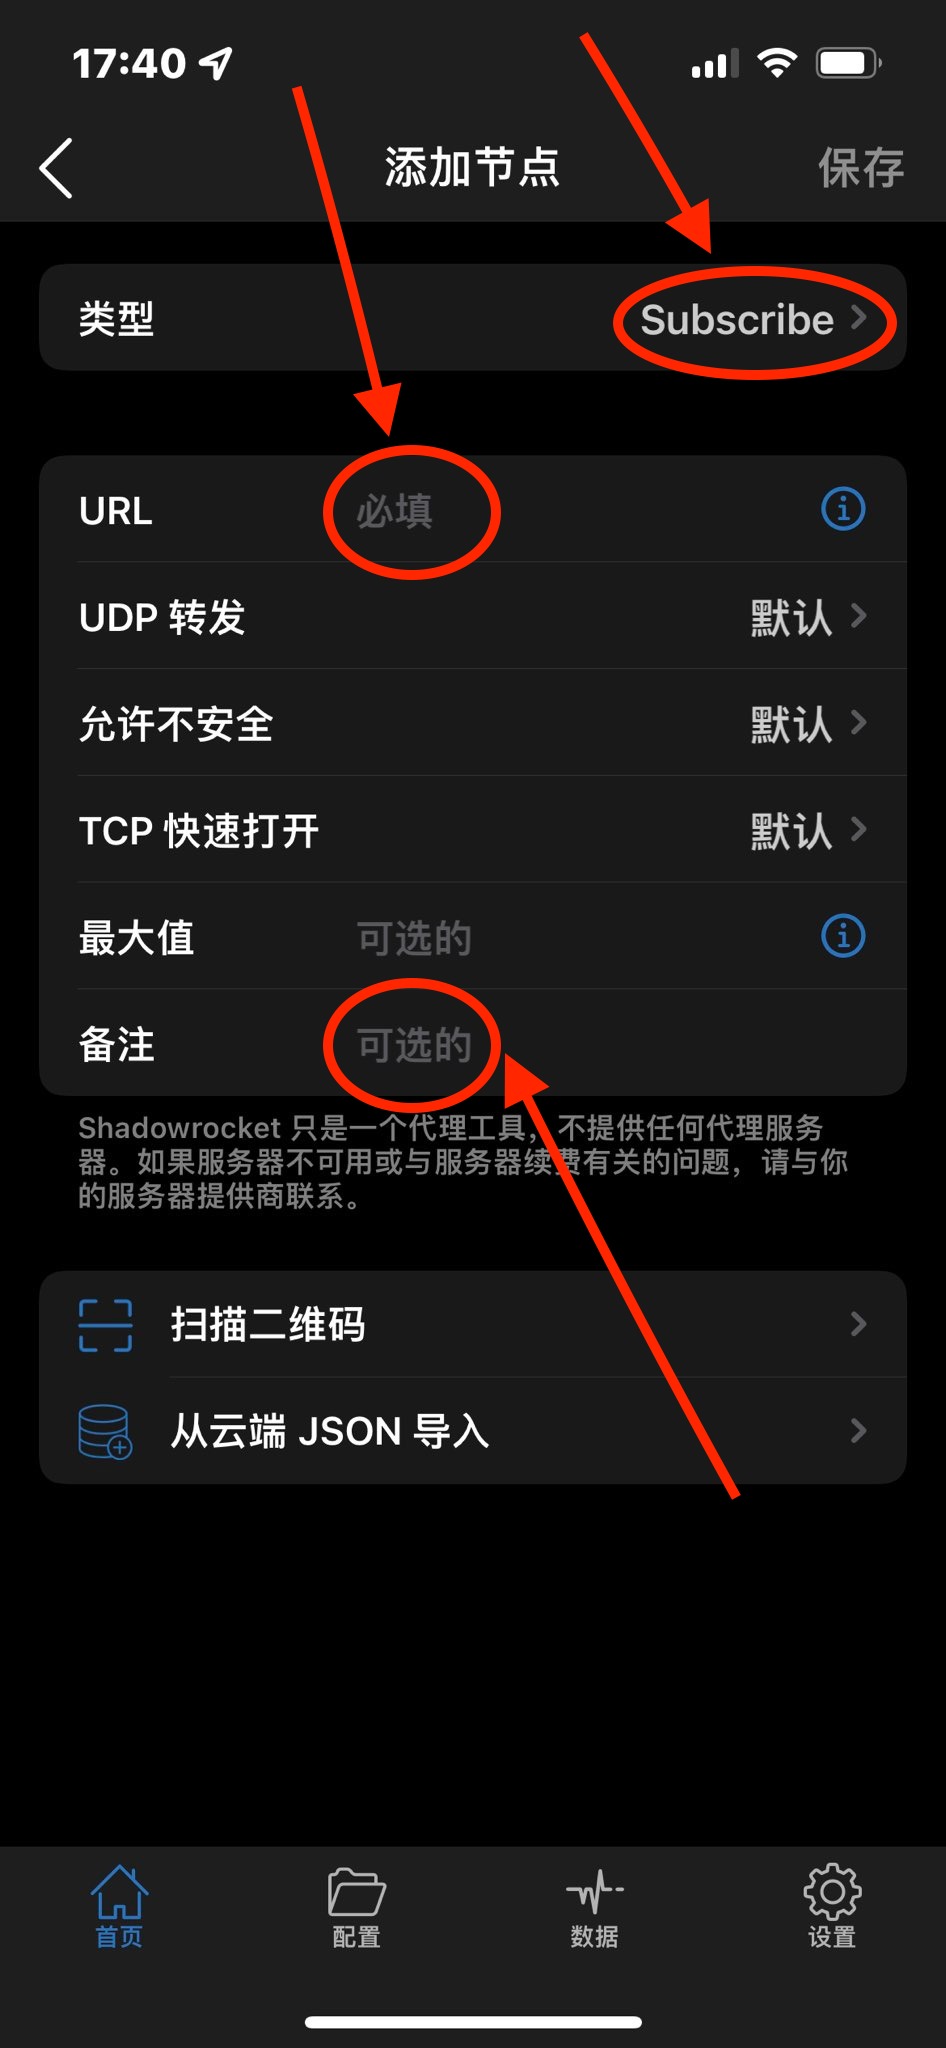 17:40
添加节点
保存
类型
Subscribe
URL
必填
UDP 转发
默认
允许不安全
默认
TCP 快速打开
默认
最大值
可选的
备注
可选的
Shadowrocket 只是一个代理工具，不提供任何代理服务
器。如果服务器不可用或与服务器续费有关的问题，请与你
的服务器提供商联系。
扫描二维码
从云端 JSON 导入
首页
配置
数据
设置